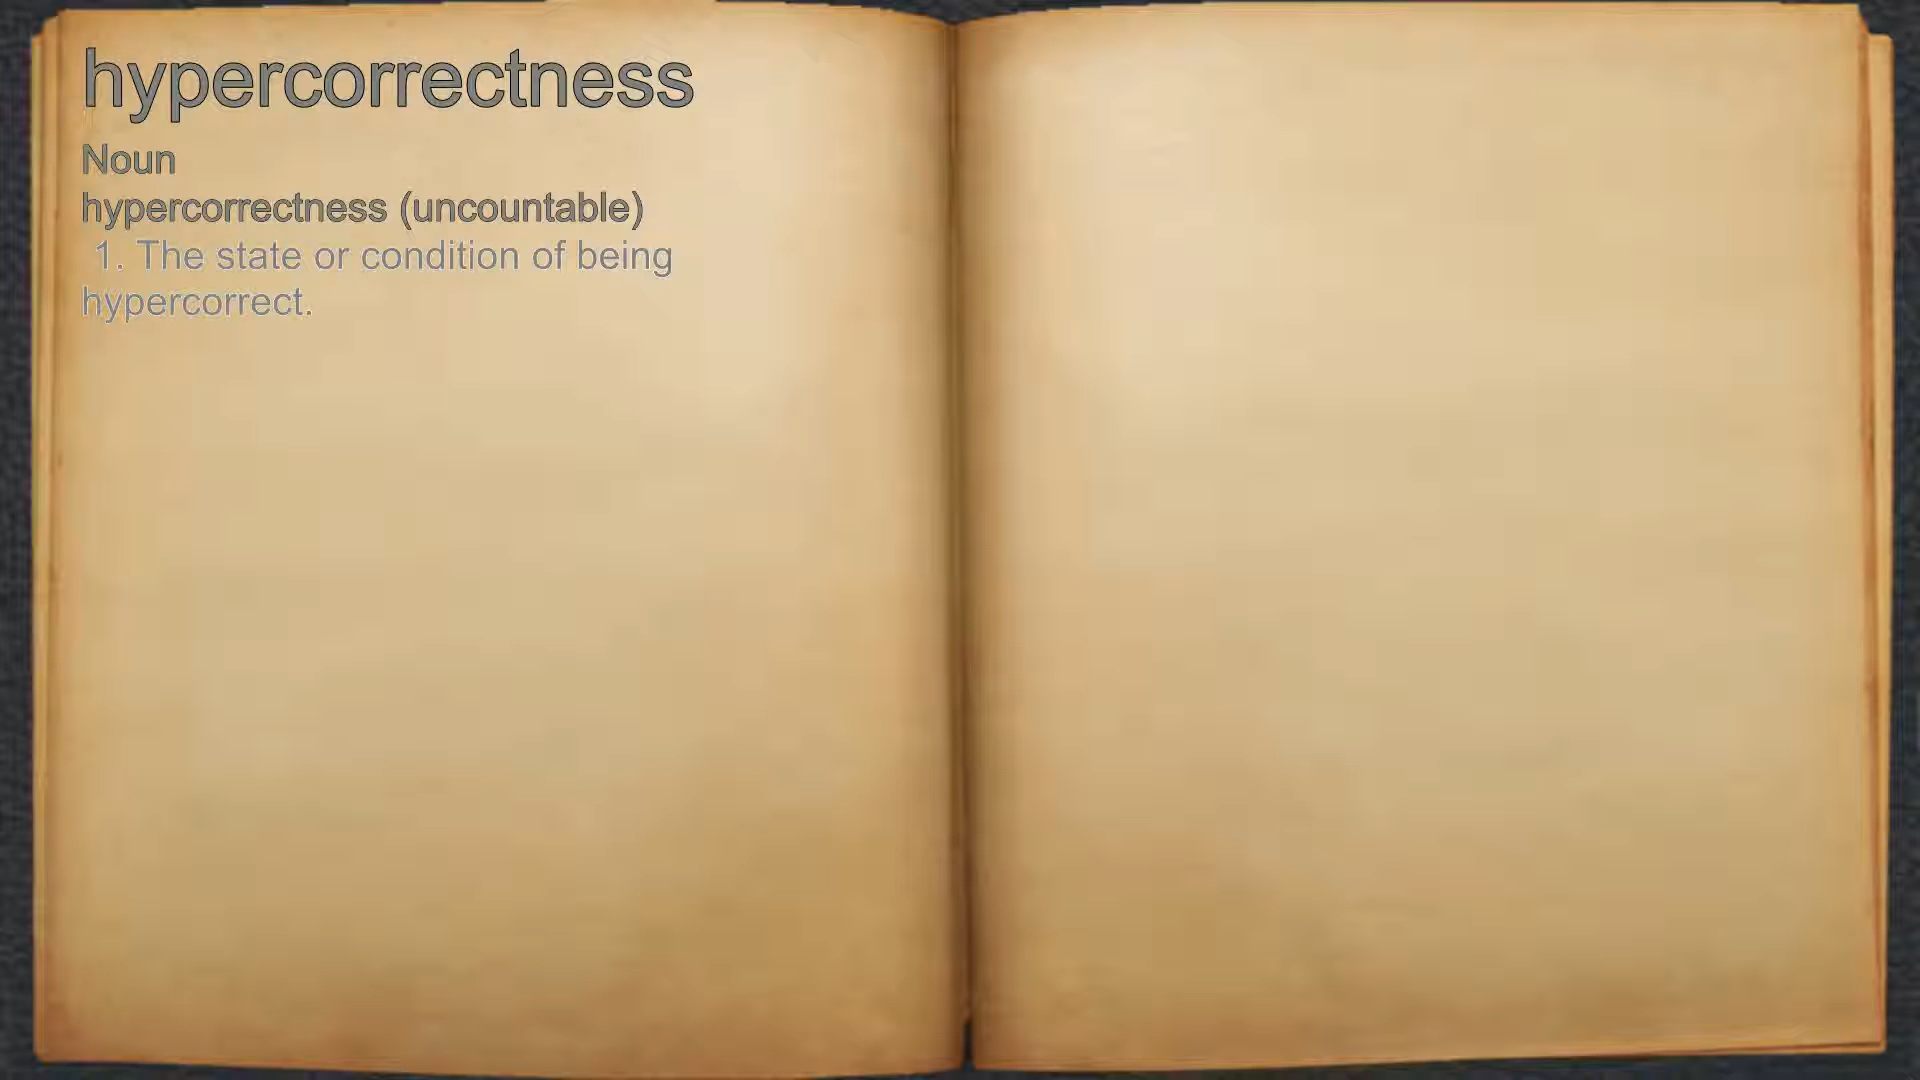 hypercorrectness
Noun
hypercorrectness (uncountable)
1. The state or condition of being
hypercorrect.